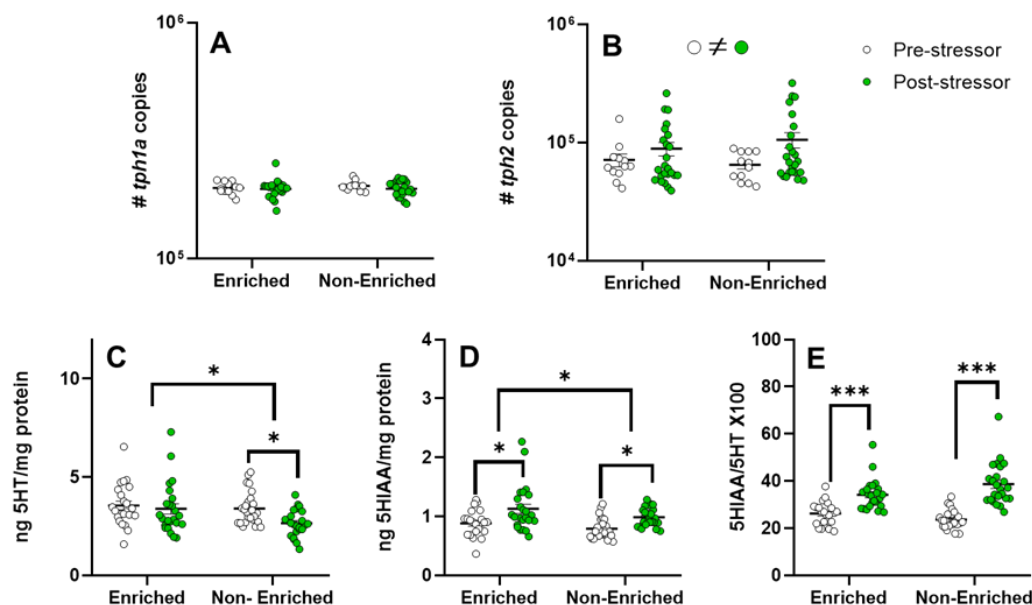 A
# tph1a copies
10⁶
10⁵
Enriched
Non-Enriched
B
≠
# tph2 copies
10⁶
10⁵
10⁴
Enriched
Non-Enriched
Pre-stressor
Post-stressor
C
ng 5HT/mg protein
10
5
0
*
*
Enriched
Non- Enriched
D
ng 5HIAA/mg protein
4
3
2
1
0
*
*
*
Enriched
Non-Enriched
E
5HIAA/5HT X100
100
80
60
40
20
0
***
***
Enriched
Non-Enriched